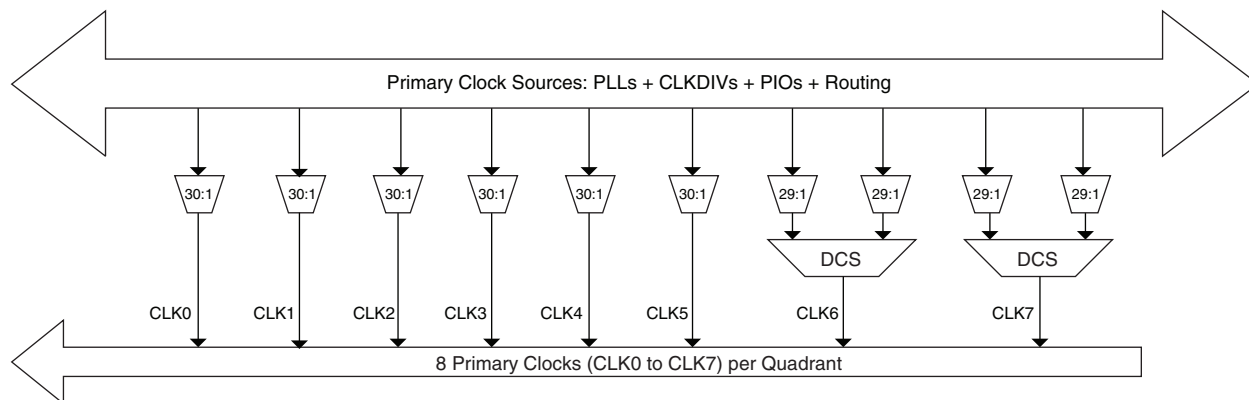 Primary Clock Sources: PLLs + CLKDIVs + PIOs + Routing
30:1 30:1 30:1 30:1 30:1 30:1 29:1 29:1 29:1 29:1
DCS DCS
CLK0 CLK1 CLK2 CLK3 CLK4 CLK5 CLK6 CLK7
8 Primary Clocks (CLK0 to CLK7) per Quadrant